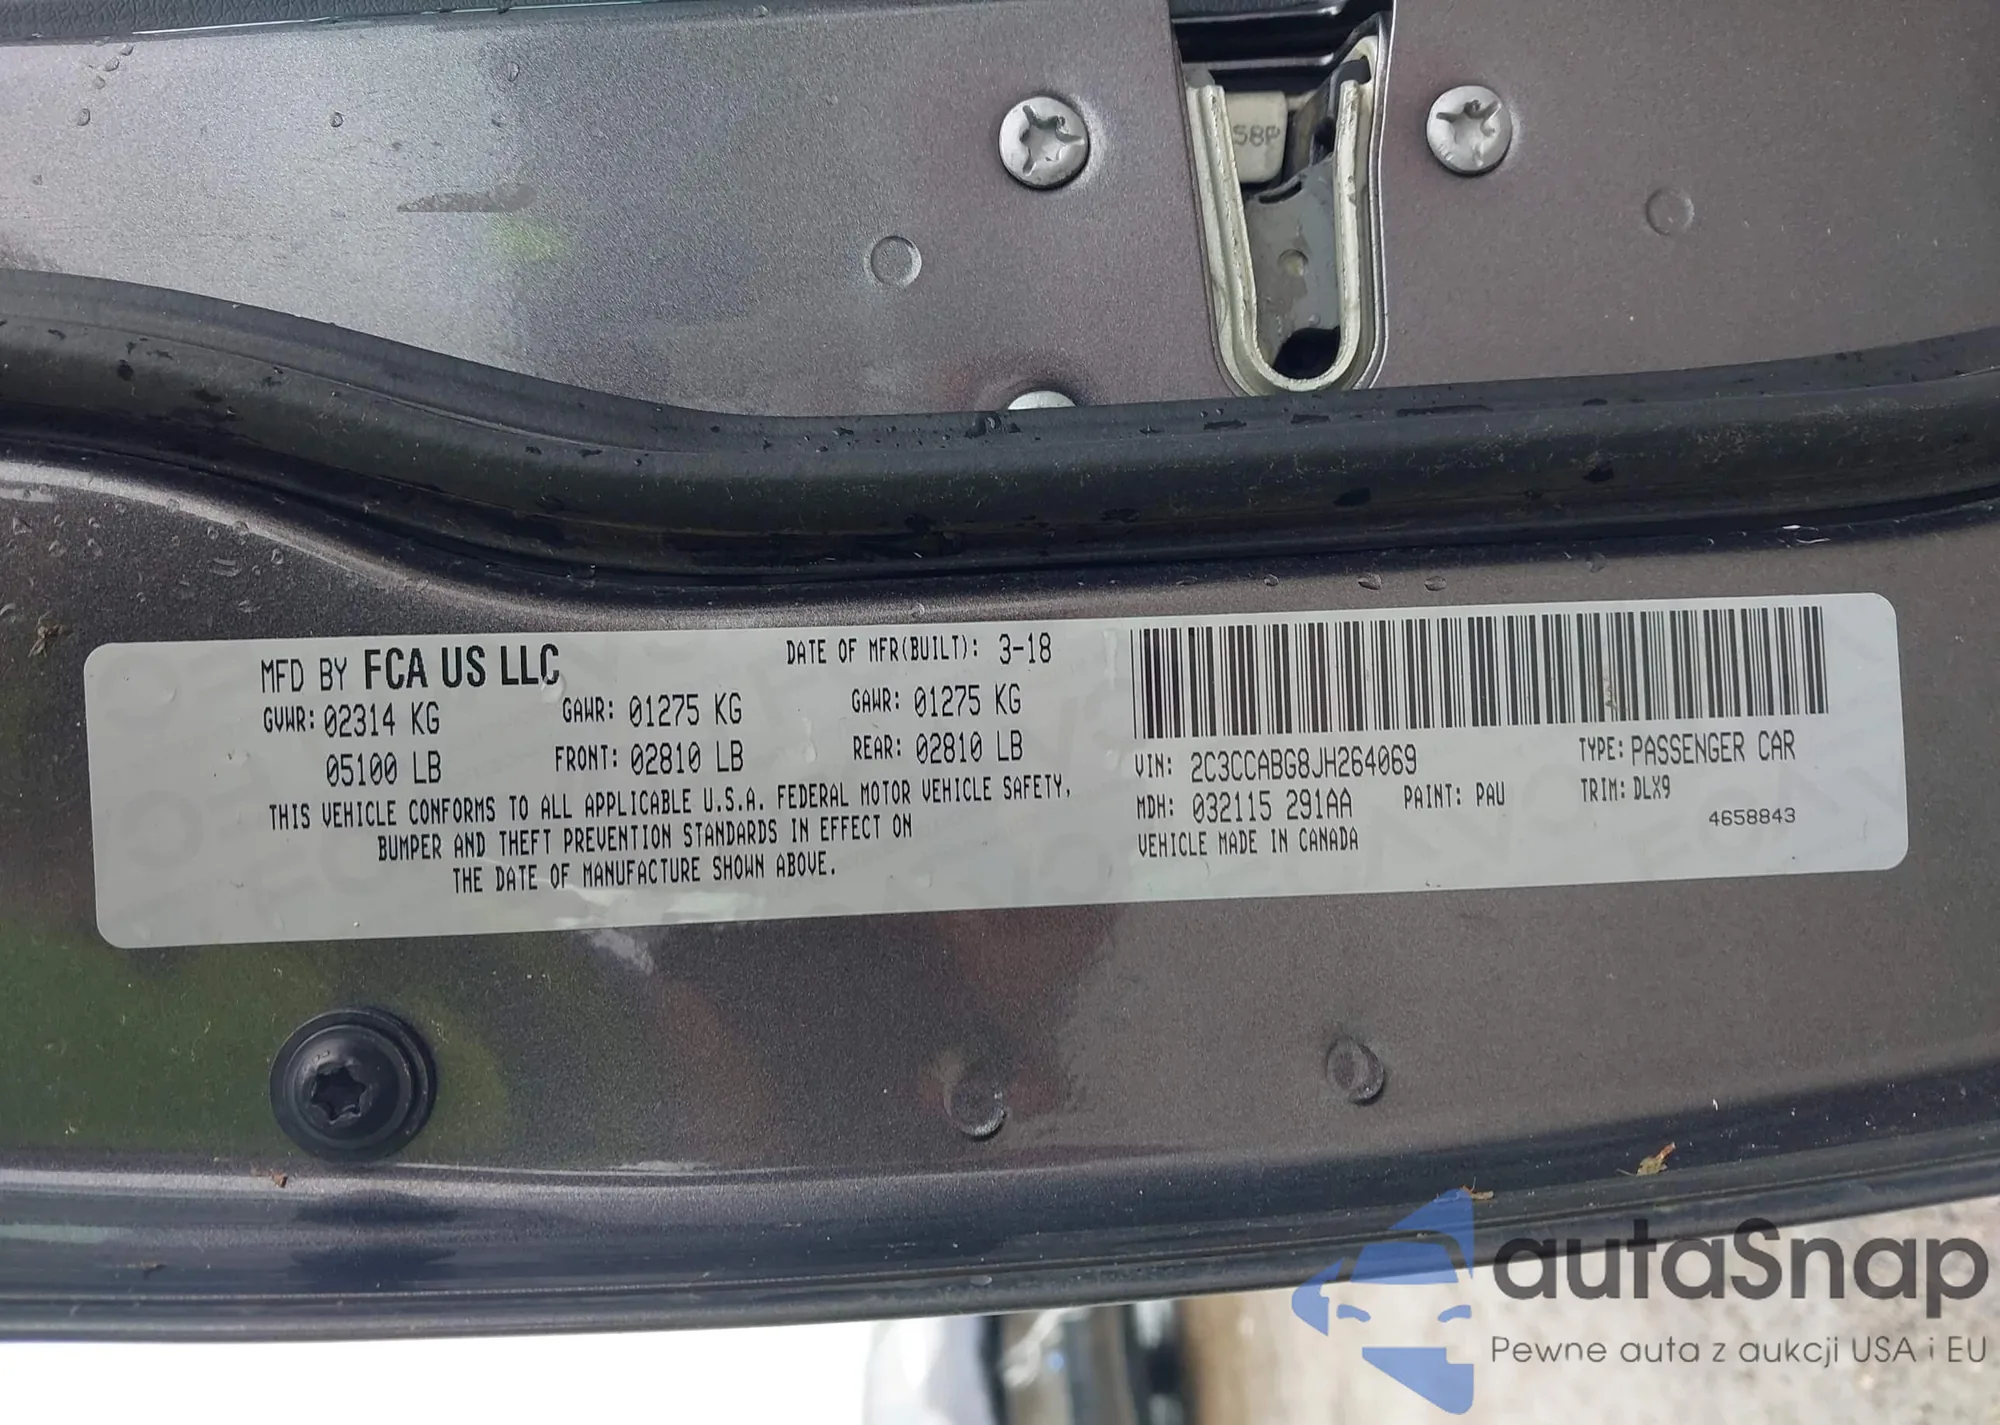 58P
MFD BY FCA US LLC
DATE OF MFR(BUILT): 3-18
GVWR: 02314 KG
GAWR: 01275 KG
GAWR: 01275 KG
05100 LB
FRONT: 02810 LB
REAR: 02810 LB
THIS VEHICLE CONFORMS TO ALL APPLICABLE U.S.A. FEDERAL MOTOR VEHICLE SAFETY,
BUMPER AND THEFT PREVENTION STANDARDS IN EFFECT ON
THE DATE OF MANUFACTURE SHOWN ABOVE.
VIN: 2C3CCABG8JH264069
TYPE: PASSENGER CAR
MDH: 032115 291AA
PAINT: PAU
TRIM: DLX9
VEHICLE MADE IN CANADA
4658843
autaSnap
Pewne auta z aukcji USA i EU